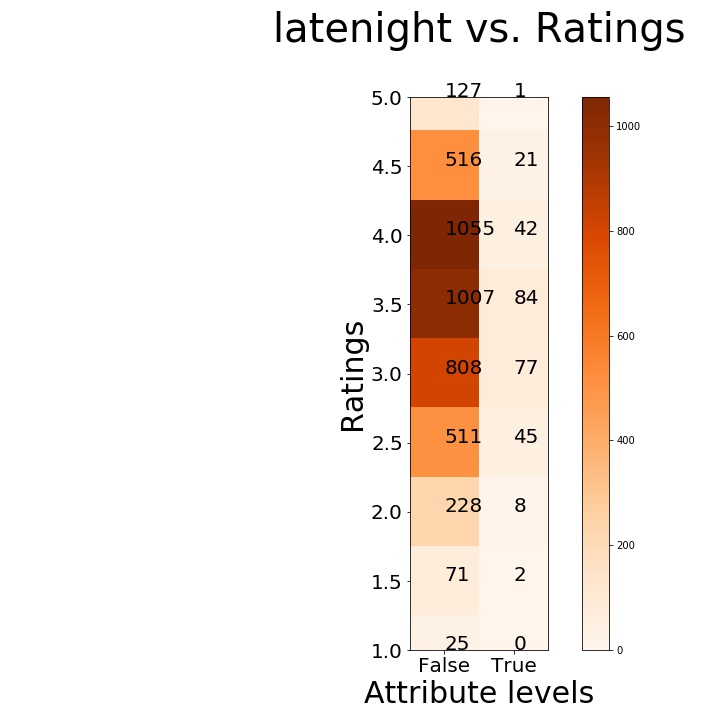 latenight vs. Ratings
5.0 127 1
1000
4.5 516 21
4.0 1055 42
800
3.5 1007 84
600
Ratings
3.0 808 77
2.5 511 45
400
2.0 228 8
200
1.5 71 2
1.0 25 0
0
False True
Attribute levels